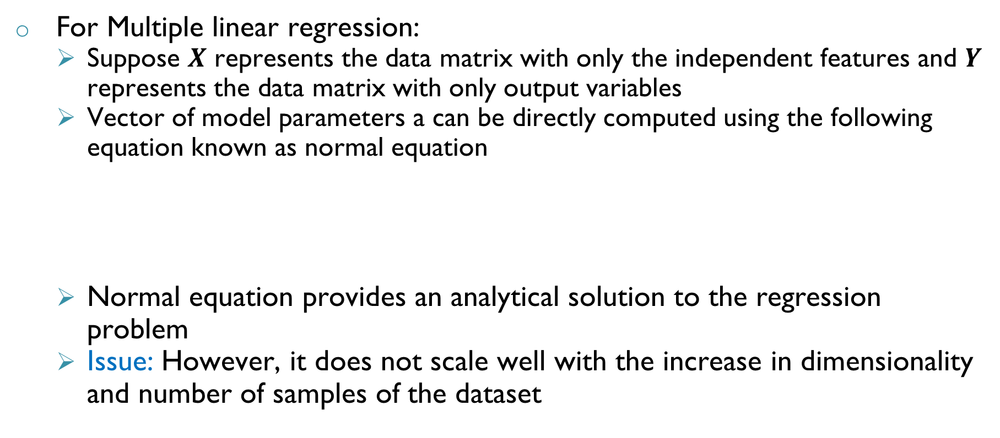 For Multiple linear regression:
Suppose X represents the data matrix with only the independent features and Y
represents the data matrix with only output variables
Vector of model parameters a can be directly computed using the following
equation known as normal equation
Normal equation provides an analytical solution to the regression
problem
Issue: However, it does not scale well with the increase in dimensionality
and number of samples of the dataset